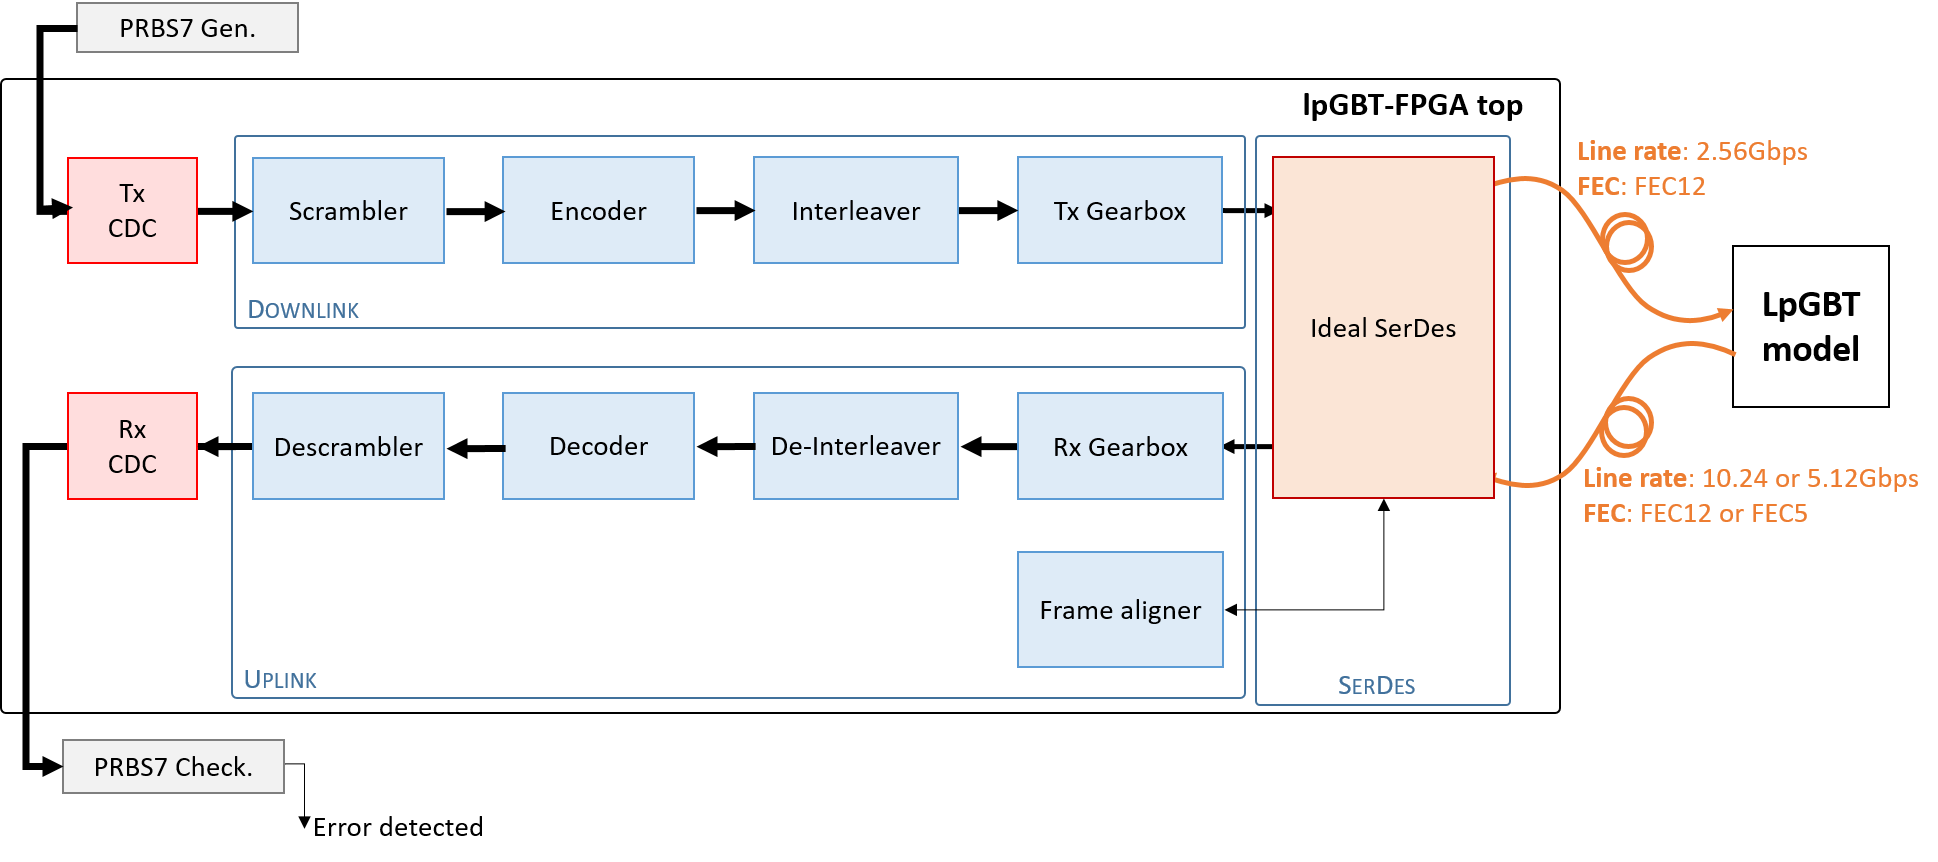 PRBS7 Gen.
lpGBT-FPGA top
Line rate: 2.56Gbps
FEC: FEC12
Tx
CDC
Scrambler
Encoder
Interleaver
Tx Gearbox
Ideal SerDes
DOWNLINK
LpGBT
model
Rx
CDC
Descrambler
Decoder
De-Interleaver
Rx Gearbox
Line rate: 10.24 or 5.12Gbps
FEC: FEC12 or FEC5
Frame aligner
UPLINK
SERDES
PRBS7 Check.
Error detected